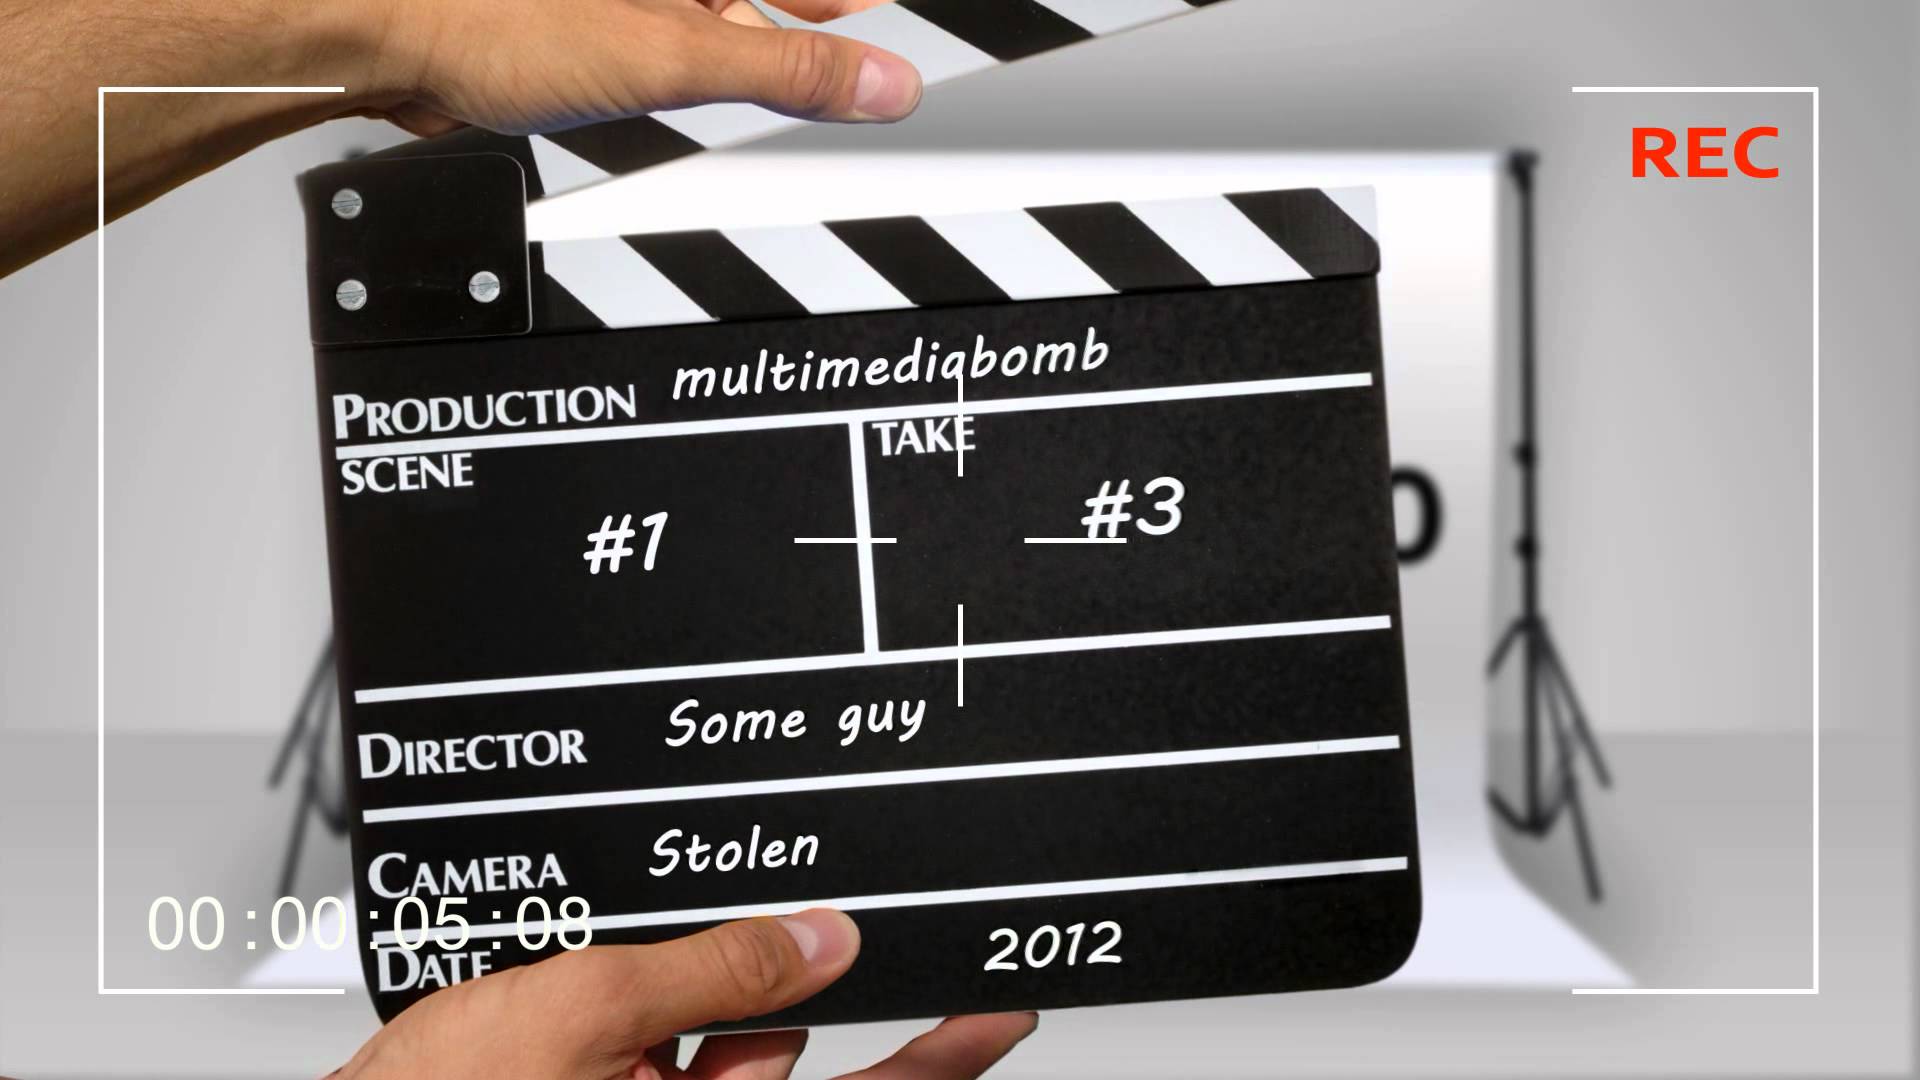 REC
PRODUCTION multimediabomb
SCENE TAKE
#1 #3
DIRECTOR Some guy
CAMERA Stolen
00:00:05:08
DATE 2012